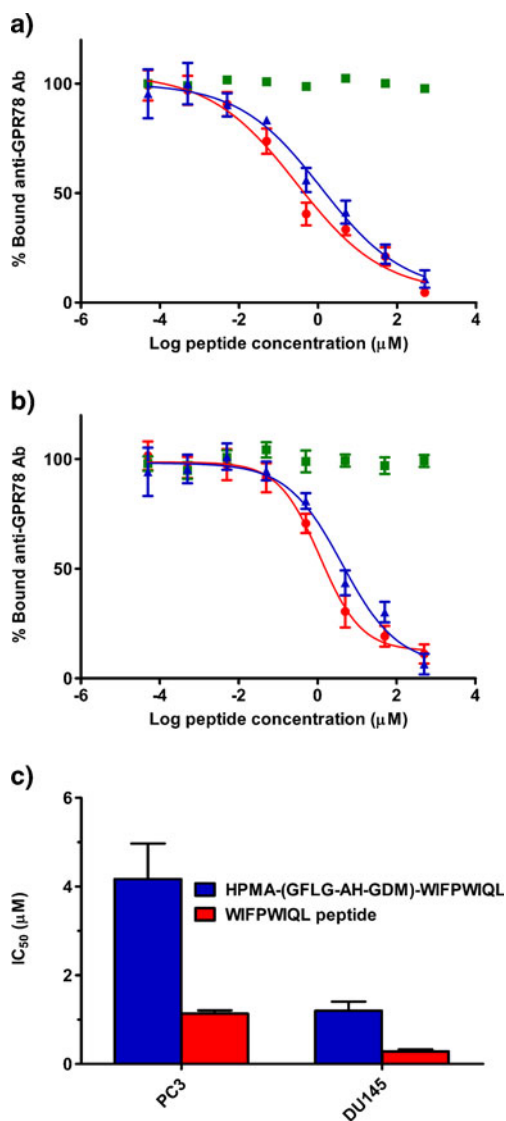 a)
% Bound anti-GPR78 Ab
100
50
0
-6
-4
-2
0
2
4
Log peptide concentration (μM)
b)
% Bound anti-GPR78 Ab
100
50
0
-6
-4
-2
0
2
4
Log peptide concentration (μM)
c)
IC50 (μM)
6
4
2
0
HPMA-(GFLG-AH-GDM)-WIFPWIQL
WIFPWIQL peptide
PC3
DU145